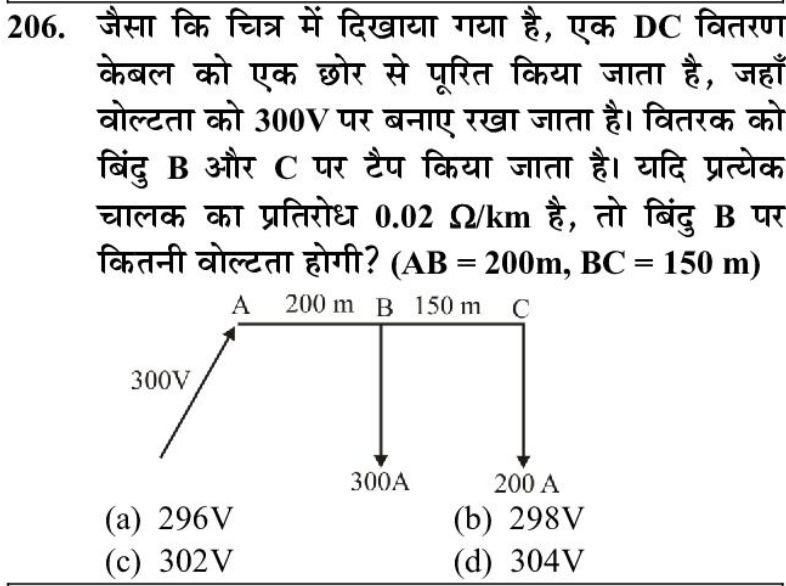 206. जैसा कि चित्र में दिखाया गया है, एक DC वितरण
केबल को एक छोर से पूरित किया जाता है, जहाँ
वोल्टता को 300V पर बनाए रखा जाता है। वितरक को
बिंदु B और C पर टैप किया जाता है। यदि प्रत्येक
चालक का प्रतिरोध 0.02 Ω/km है, तो बिंदु B पर
कितनी वोल्टता होगी? (AB = 200m, BC = 150 m)
A 200 m B 150 m C
300V
300A 200 A
(a) 296V (b) 298V
(c) 302V (d) 304V